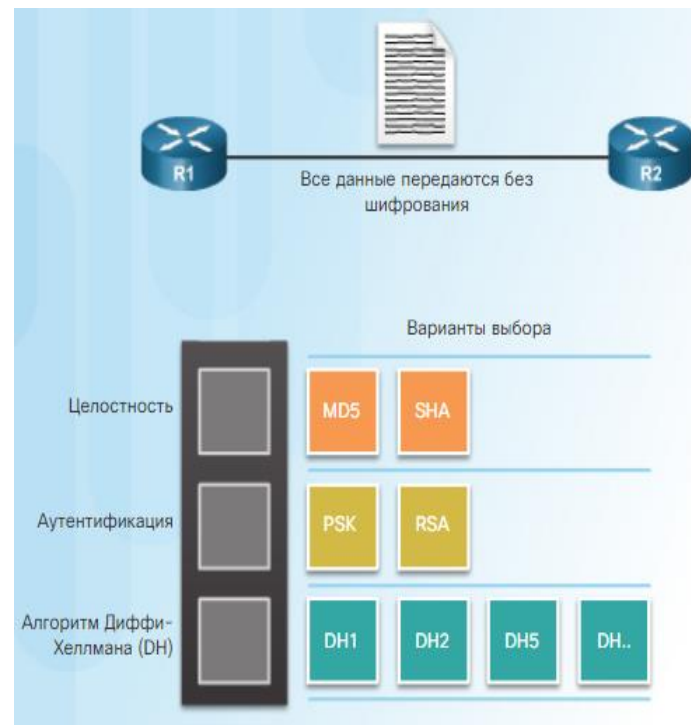 R1
R2
Все данные передаются без
шифрования
Варианты выбора
Целостность
MD5
SHA
Аутентификация
PSK
RSA
Алгоритм Диффи-
Хеллмана (DH)
DH1
DH2
DH5
DH..